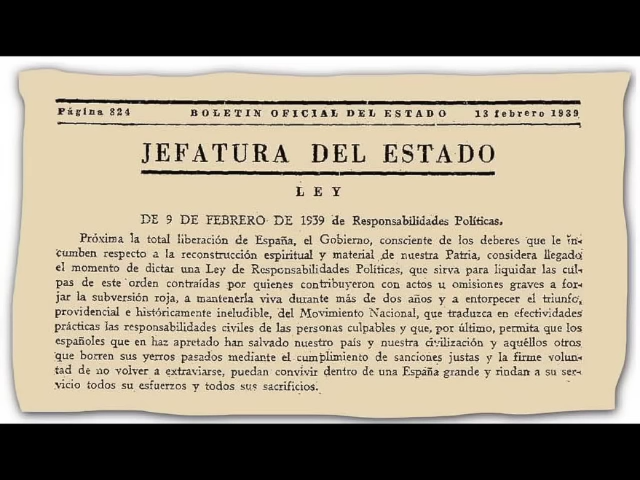 Página 824 BOLETIN OFICIAL DEL ESTADO 13 febrero 1939
JEFATURA DEL ESTADO
LEY
DE 9 DE FEBRERO DE 1939 de Responsabilidades Políticas.
Próxima la total liberación de España, el Gobierno, consciente de los deberes que le in-
cumben respecto a la reconstrucción espiritual y material de nuestra Patria, considera llegado
el momento de dictar una Ley de Responsabilidades Políticas, que sirva para liquidar las cul-
pas de este orden contraídas por quienes contribuyeron con actos u omisiones graves a for-
jar la subversión roja, a mantenerla viva durante más de dos años y a entorpecer el triunfo,
providencial e históricamente ineludible, del Movimiento Nacional, que traduzca en efectividades
prácticas las responsabilidades civiles de las personas culpables y que, por último, permita que los
españoles que en haz apretado han salvado nuestro país y nuestra civilización y aquéllos otros
que borren sus yerros pasados mediante el cumplimiento de sanciones justas y la firme volun-
tad de no volver a extraviarse, puedan convivir dentro de una España grande y rindan a su ser-
vicio todos su esfuerzos y todos sus sacrificios.